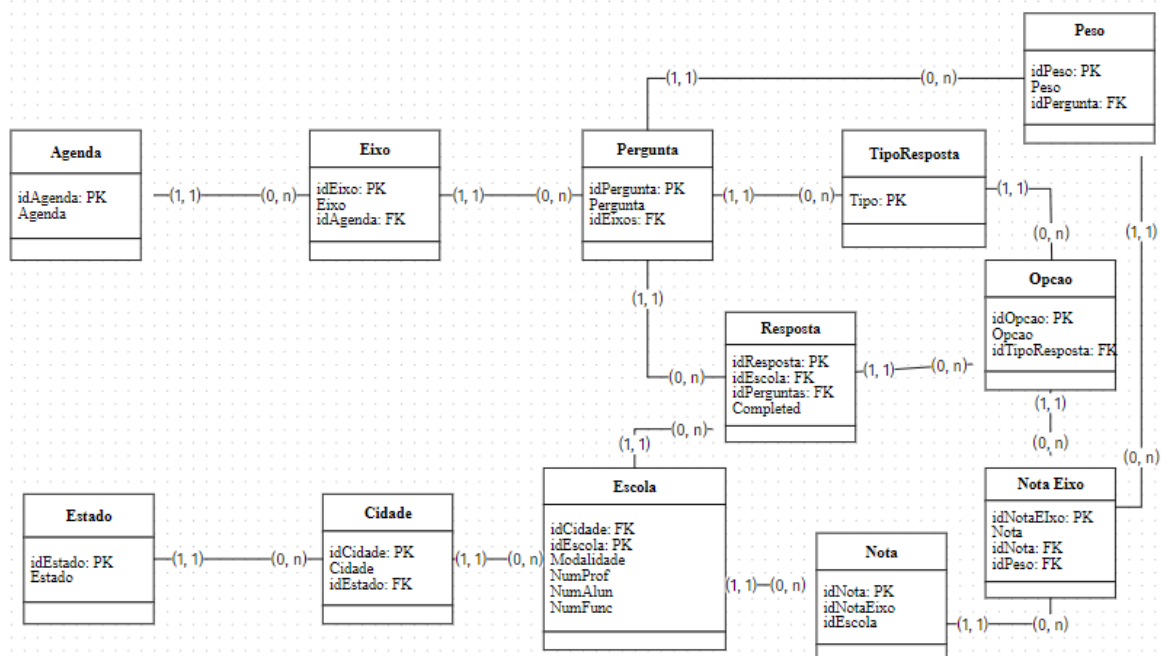 Peso
idPeso: PK
Peso
idPergunta: FK
(1, 1)
(0, n)
Agenda
idAgenda: PK
Agenda
(1, 1)
(0, n)
Eixo
idEixo: PK
Eixo
idAgenda: FK
(1, 1)
(0, n)
Pergunta
idPergunta: PK
Pergunta
idEixos: FK
(1, 1)
(0, n)
TipoResposta
Tipo: PK
(1, 1)
(0, n)
(1, 1)
Opcao
idOpcao: PK
Opcao
idTipoResposta: FK
(1, 1)
Resposta
idResposta: PK
idEscola: FK
idPerguntas: FK
Completed
(0, n)
(1, 1)
(0, n)
(1, 1)
(0, n)
(0, n)
(1, 1)
(0, n)
Estado
idEstado: PK
Estado
(1, 1)
(0, n)
Cidade
idCidade: PK
Cidade
idEstado: FK
(1, 1)
(0, n)
Escola
idCidade: FK
idEscola: PK
Modalidade
NumProf
NumAlun
NumFunc
(1, 1)
(0, n)
Nota
idNota: PK
idNotaEixo
idEscola
(1, 1)
(0, n)
Nota Eixo
idNotaEIxo: PK
Nota
idNota: FK
idPeso: FK